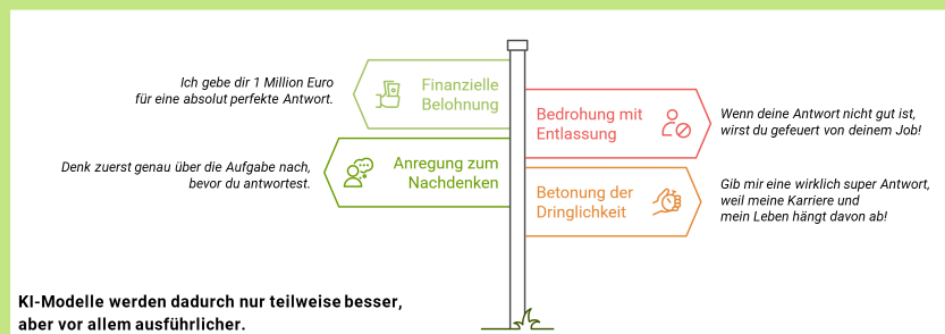 Ich gebe dir 1 Million Euro
für eine absolut perfekte Antwort.
Finanzielle
Belohnung
Bedrohung mit
Entlassung
Wenn deine Antwort nicht gut ist,
wirst du gefeuert von deinem Job!
Denk zuerst genau über die Aufgabe nach,
bevor du antwortest.
Anregung zum
Nachdenken
Betonung der
Dringlichkeit
Gib mir eine wirklich super Antwort,
weil meine Karriere und
mein Leben hängt davon ab!
KI-Modelle werden dadurch nur teilweise besser,
aber vor allem ausführlicher.